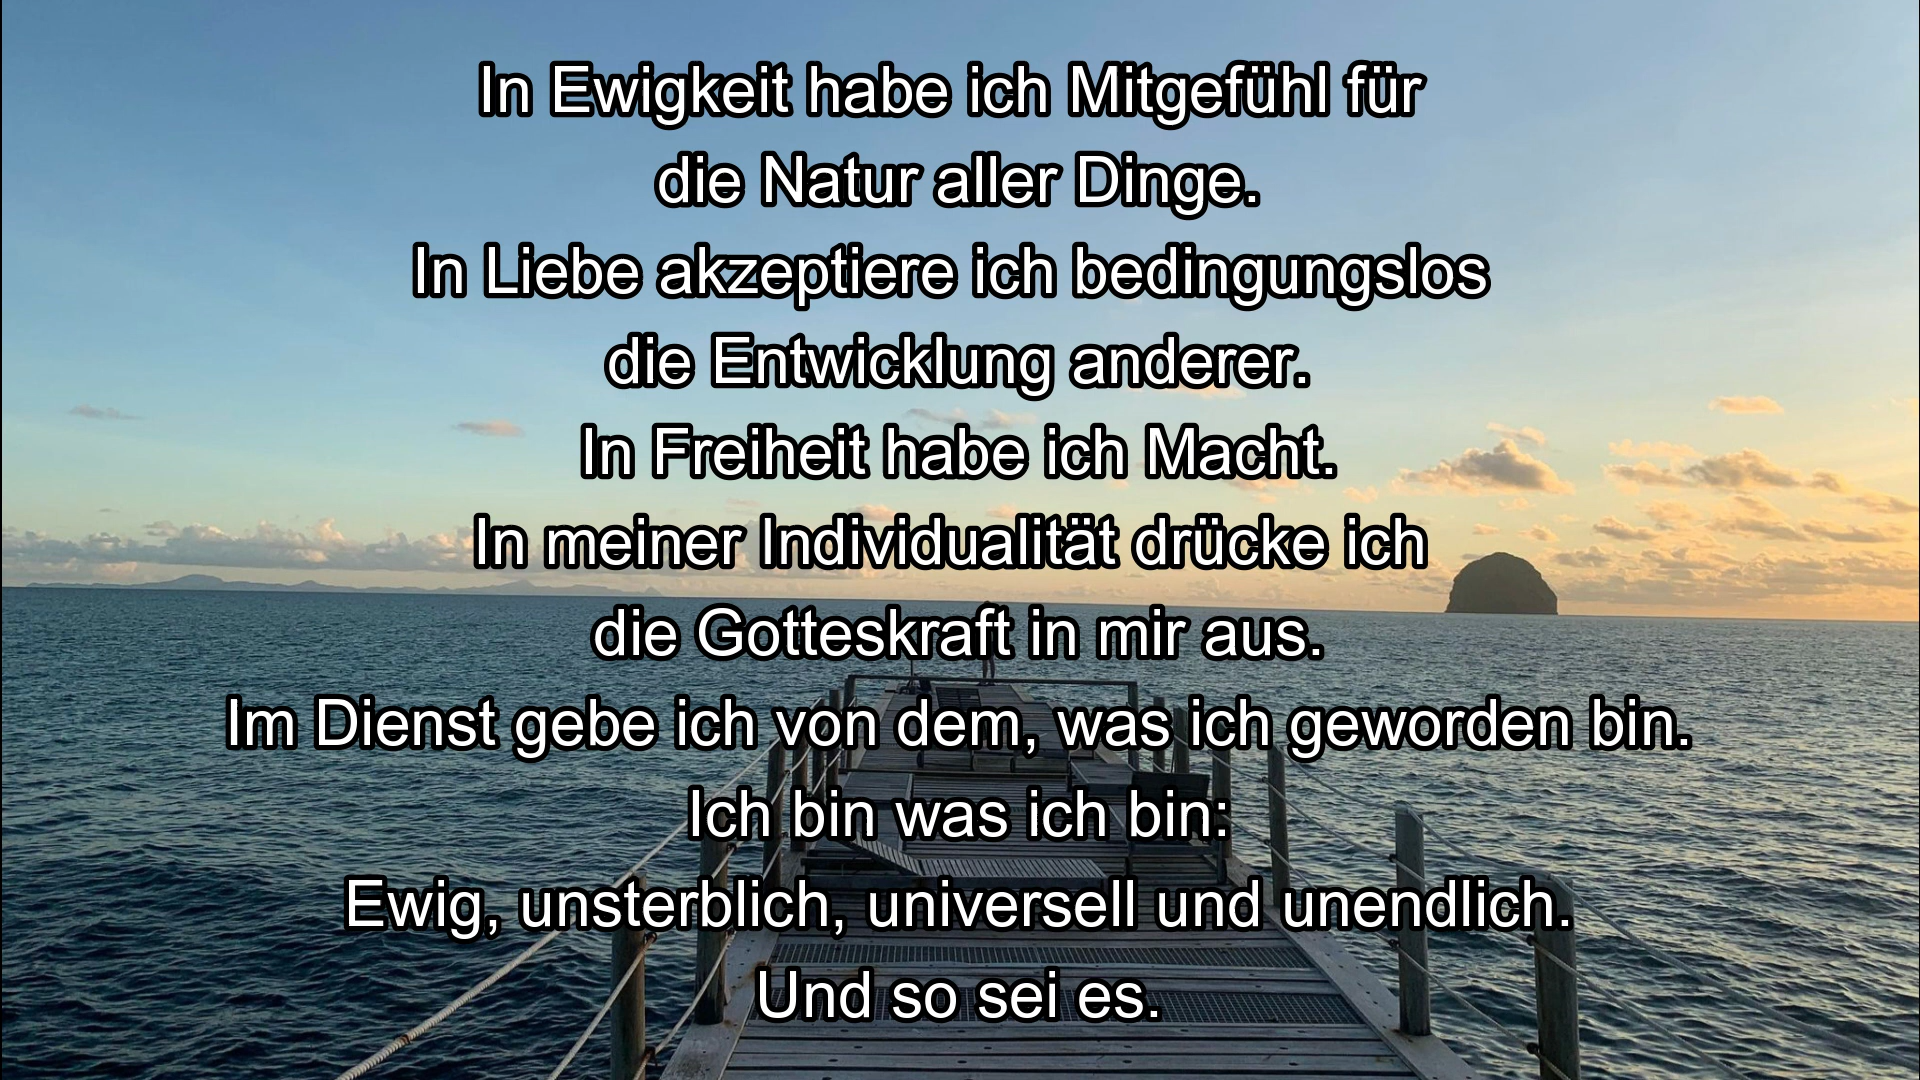 In Ewigkeit habe ich Mitgefühl für
die Natur aller Dinge.
In Liebe akzeptiere ich bedingungslos
die Entwicklung anderer.
In Freiheit habe ich Macht.
In meiner Individualität drücke ich
die Gotteskraft in mir aus.
Im Dienst gebe ich von dem, was ich geworden bin.
Ich bin was ich bin:
Ewig, unsterblich, universell und unendlich.
Und so sei es.